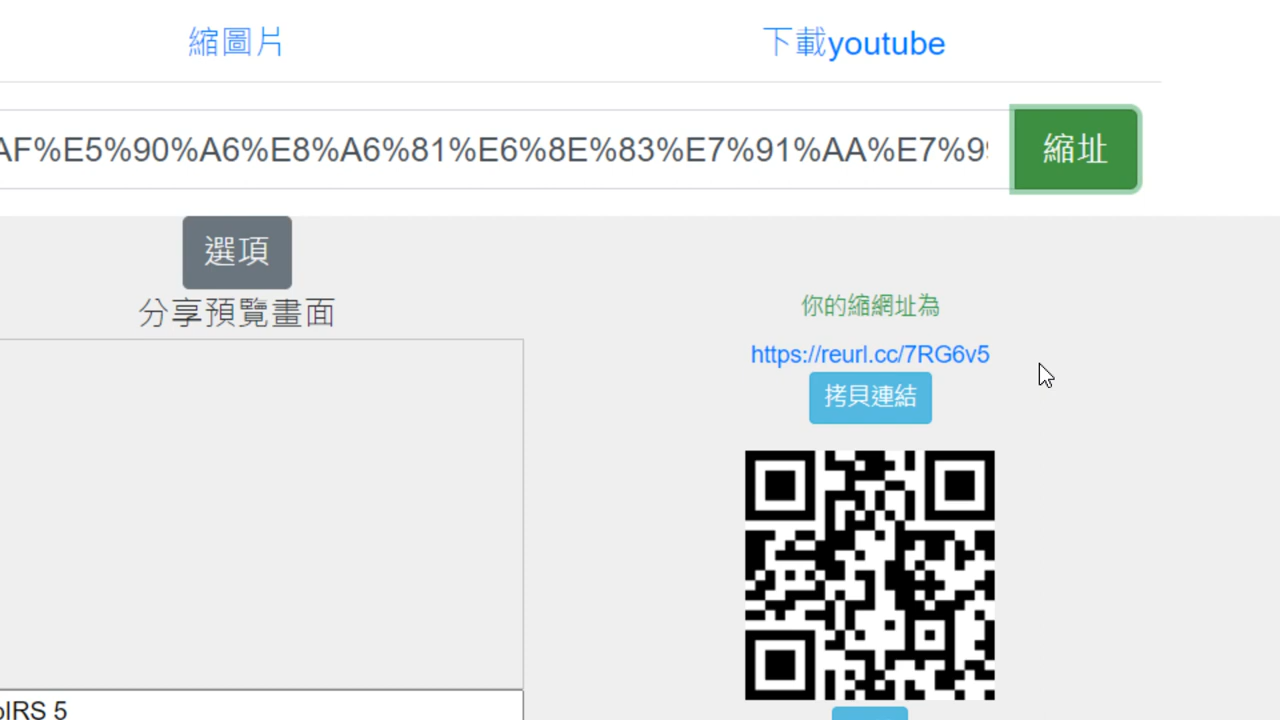 縮圖片
下載youtube
AF%E5%90%A6%E8%A6%81%E6%8E%83%E7%91%AA%E7%9
縮址
選項
分享預覽畫面
你的縮網址為
https://reurl.cc/7RG6v5
拷貝連結
IRS 5